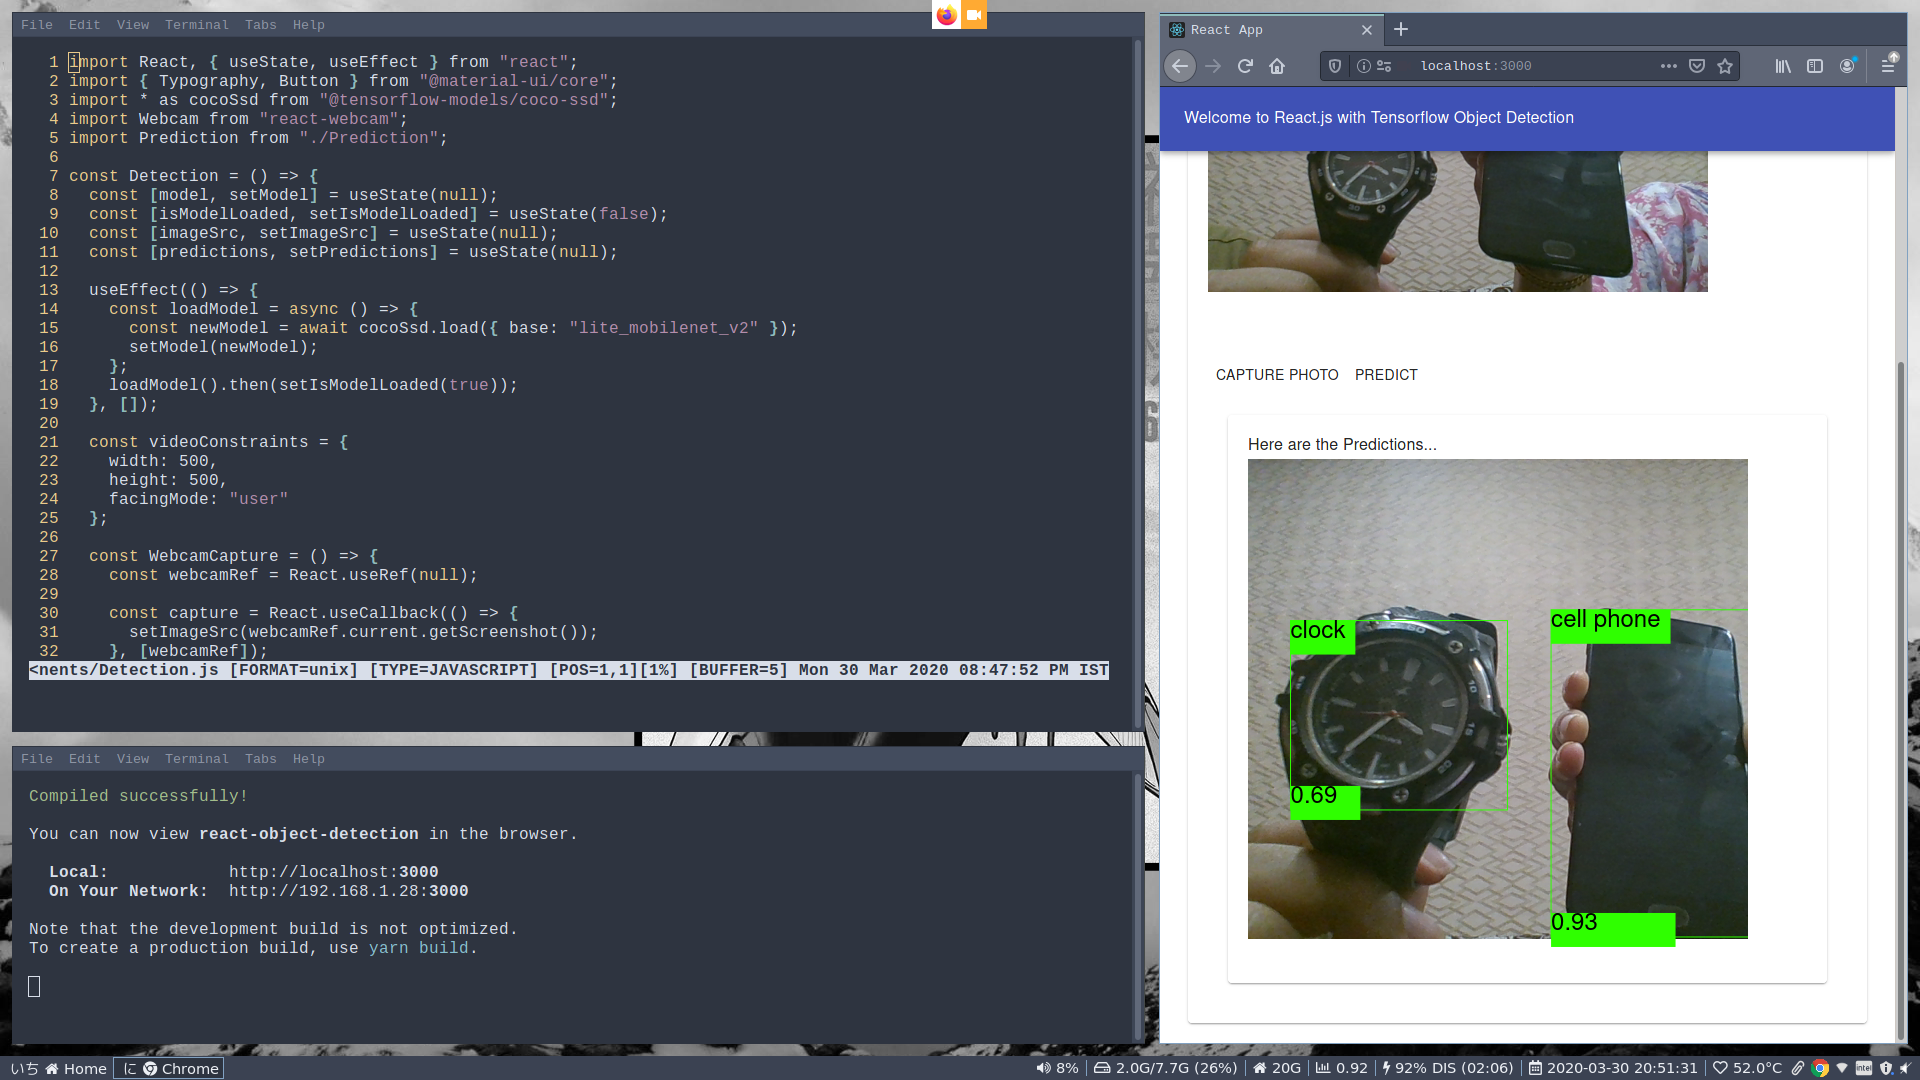 File Edit View Terminal Tabs Help
1 import React, { useState, useEffect } from "react";
2 import { Typography, Button } from "@material-ui/core";
3 import * as cocoSsd from "@tensorflow-models/coco-ssd";
4 import Webcam from "react-webcam";
5 import Prediction from "./Prediction";
6
7 const Detection = () => {
8   const [model, setModel] = useState(null);
9   const [isModelLoaded, setIsModelLoaded] = useState(false);
10   const [imageSrc, setImageSrc] = useState(null);
11   const [predictions, setPredictions] = useState(null);
12
13   useEffect(() => {
14     const loadModel = async () => {
15       const newModel = await cocoSsd.load({ base: "lite_mobilenet_v2" });
16       setModel(newModel);
17     };
18     loadModel().then(setIsModelLoaded(true));
19   }, []);
20
21   const videoConstraints = {
22     width: 500,
23     height: 500,
24     facingMode: "user"
25   };
26
27   const WebcamCapture = () => {
28     const webcamRef = React.useRef(null);
29
30     const capture = React.useCallback(() => {
31       setImageSrc(webcamRef.current.getScreenshot());
32     }, [webcamRef]);
<nents/Detection.js [FORMAT=unix] [TYPE=JAVASCRIPT] [POS=1,1][1%] [BUFFER=5] Mon 30 Mar 2020 08:47:52 PM IST
File Edit View Terminal Tabs Help
Compiled successfully!
You can now view react-object-detection in the browser.
Local: http://localhost:3000
On Your Network: http://192.168.1.28:3000
Note that the development build is not optimized.
To create a production build, use yarn build.
React App
localhost:3000
Welcome to React.js with Tensorflow Object Detection
CAPTURE PHOTO PREDICT
Here are the Predictions...
clock
cell phone
0.69
0.93
いち Home に Chrome 8% 2.0G/7.7G (26%) 20G 0.92 92% DIS (02:06) 2020-03-30 20:51:31 52.0°C